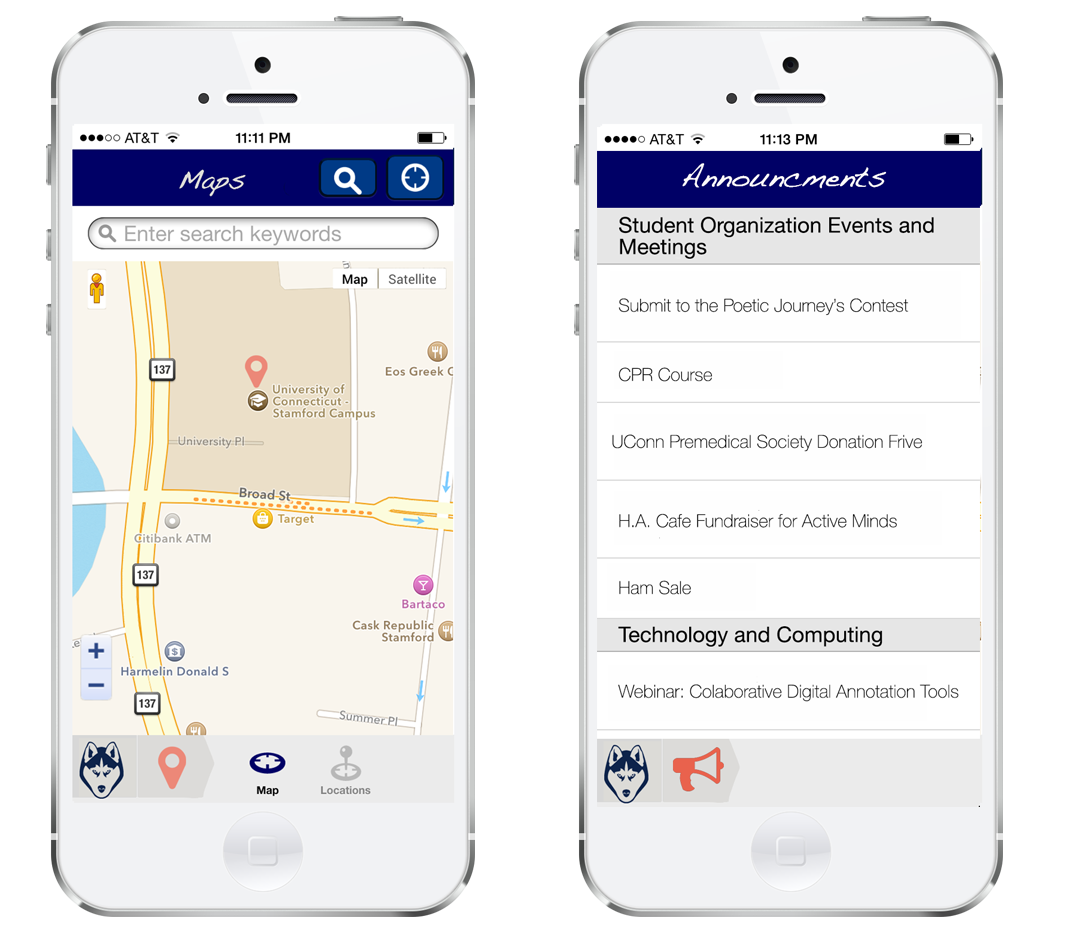 AT&T 11:11 PM
Maps
Enter search keywords
Map Satellite
137
Eos Greek C
University of
Connecticut -
Stamford Campus
University Pl
Broad St
Target
Citibank ATM
137
Bartaco
Cask Republic
Stamford
$
Harmelin Donald S
+
−
137
Summer Pl
Map
Locations
AT&T 11:13 PM
Announcments
Student Organization Events and
Meetings
Submit to the Poetic Journey's Contest
CPR Course
UConn Premedical Society Donation Frive
H.A. Cafe Fundraiser for Active Minds
Ham Sale
Technology and Computing
Webinar: Colaborative Digital Annotation Tools